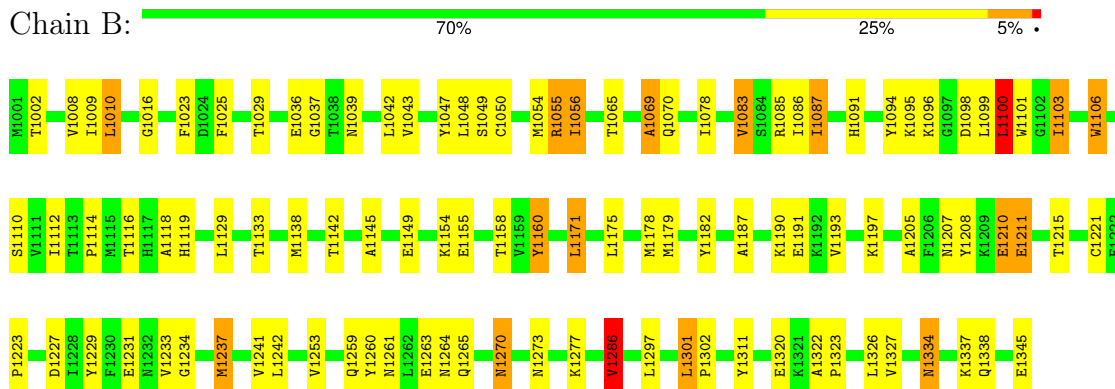 Chain B:
70% 25% 5% •
M1001 T1002 V1008 I1009 L1010 G1016 F1023 D1024 F1025 T1029 E1036 G1037 T1038 N1039 L1042 V1043 Y1047 L1048 S1049 C1050 M1054 R1055 I1056 T1065 A1069 Q1070 I1078 V1083 S1084 R1085 I1086 I1087 H1091 Y1094 K1095 K1096 G1097 D1098 L1099 L1100 W1101 G1102 I1103 W1106
S1110 V1111 I1112 T1113 P1114 M1115 T1116 H1117 A1118 H1119 L1129 T1133 M1138 T1142 A1145 E1149 K1154 E1155 T1158 V1159 Y1160 L1171 L1175 M1178 M1179 Y1182 A1187 K1190 E1191 K1192 V1193 K1197 A1205 F1206 N1207 Y1208 K1209 E1210 E1211 T1215 C1221
P1223 D1227 I1228 Y1229 F1230 E1231 N1232 V1233 G1234 M1237 V1241 L1242 V1253 Q1259 Y1260 N1261 L1262 E1263 N1264 Q1265 N1270 N1273 K1277 V1286 L1297 L1301 P1302 Y1311 E1320 K1321 A1322 P1323 L1326 V1327 N1334 K1337 Q1338 E1345